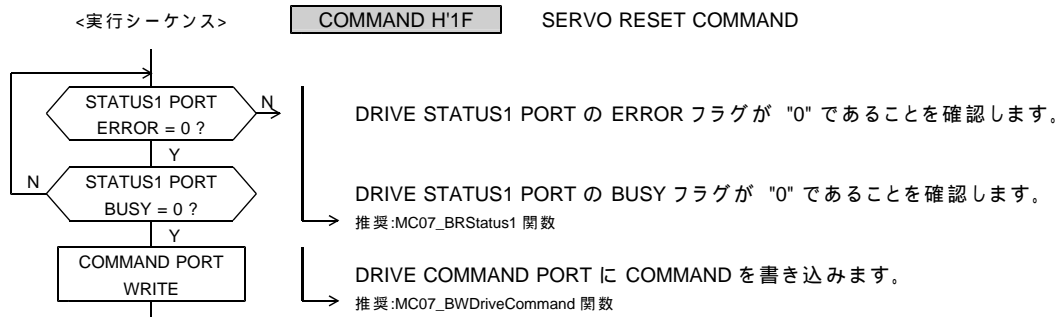 <実行シーケンス> COMMAND H'1F SERVO RESET COMMAND
STATUS1 PORT
ERROR = 0 ?
N
DRIVE STATUS1 PORT の ERROR フラグが "0" であることを確認します。
Y
N
STATUS1 PORT
BUSY = 0 ?
DRIVE STATUS1 PORT の BUSY フラグが "0" であることを確認します。
推奨:MC07_BRStatus1 関数
Y
COMMAND PORT
WRITE
DRIVE COMMAND PORT に COMMAND を書き込みます。
推奨:MC07_BWDriveCommand 関数